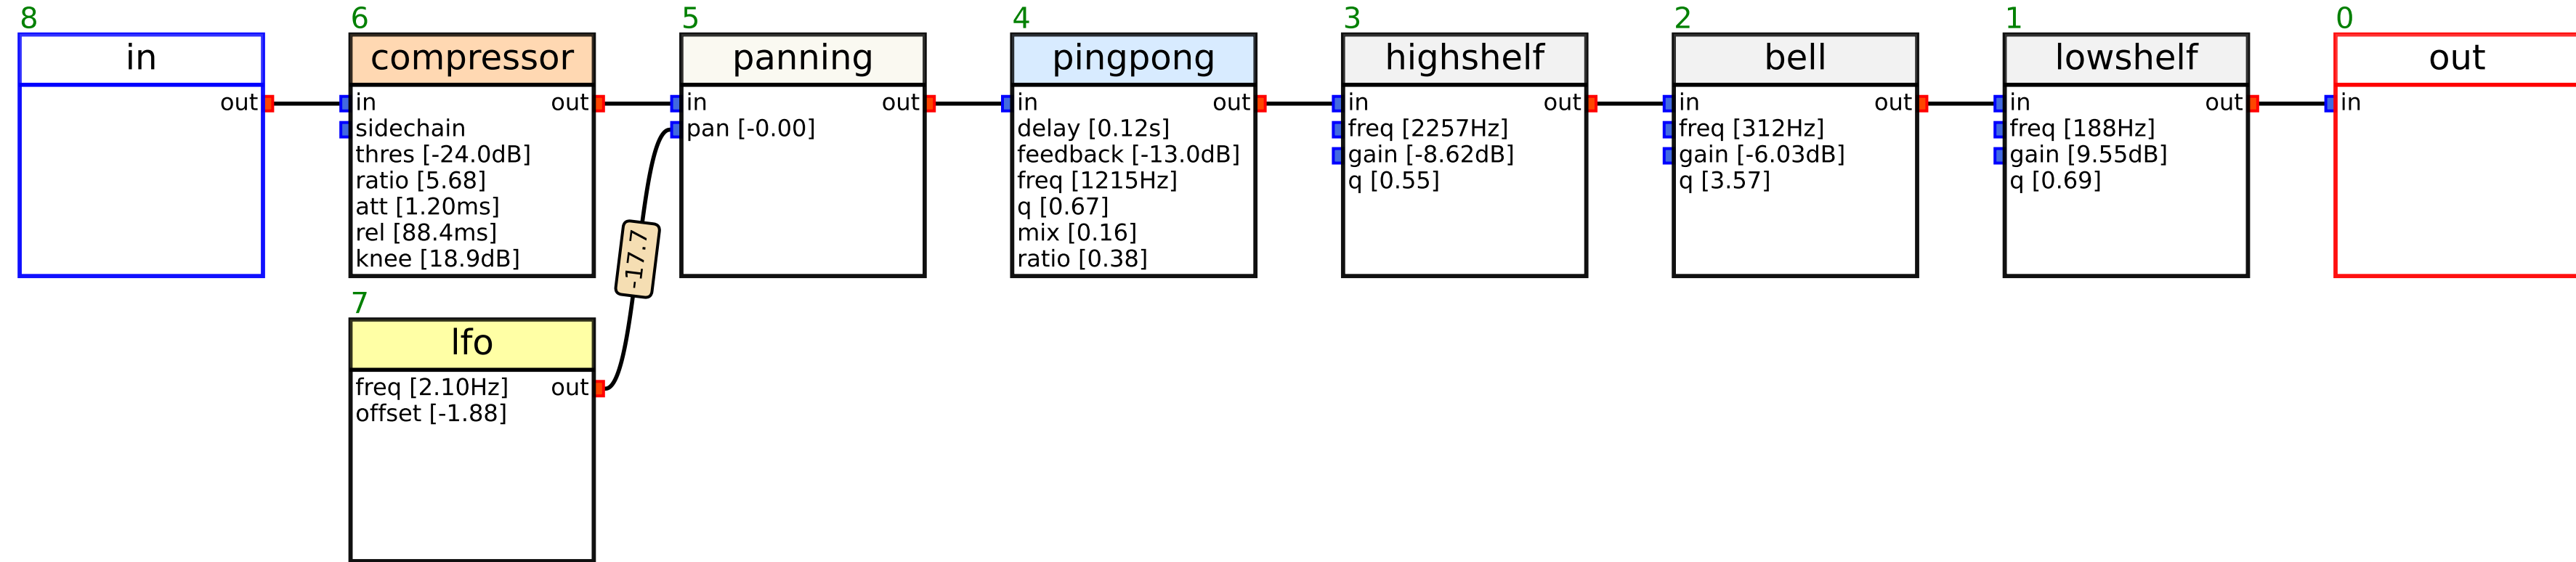 8
in
out
6
compressor
in out
sidechain
thres [-24.0dB]
ratio [5.68]
att [1.20ms]
rel [88.4ms]
knee [18.9dB]
7
lfo
freq [2.10Hz] out
offset [-1.88]
-17.7
5
panning
in out
pan [-0.00]
4
pingpong
in out
delay [0.12s]
feedback [-13.0dB]
freq [1215Hz]
q [0.67]
mix [0.16]
ratio [0.38]
3
highshelf
in out
freq [2257Hz]
gain [-8.62dB]
q [0.55]
2
bell
in out
freq [312Hz]
gain [-6.03dB]
q [3.57]
1
lowshelf
in out
freq [188Hz]
gain [9.55dB]
q [0.69]
0
out
in